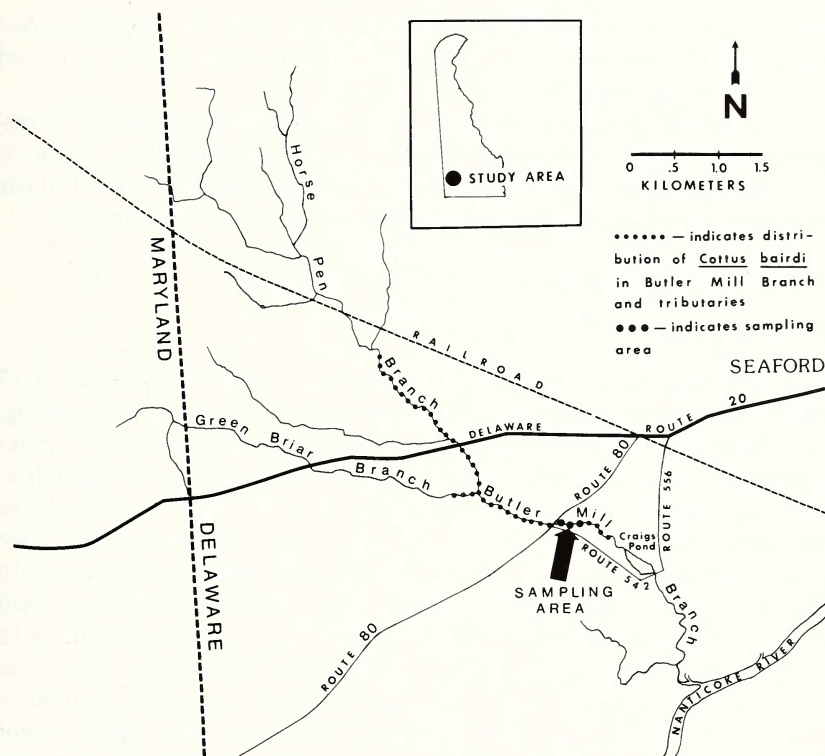 N
0 .5 1.0 1.5
KILOMETERS
STUDY AREA
•••••• — indicates distri-
bution of Cottus bairdi
in Butler Mill Branch
and tributaries
••• — indicates sampling
area
SEAFORD
MARYLAND
DELAWARE
Horse
Pen
Branch
RAILROAD
DELAWARE ROUTE 20
Green Briar
Branch
Butler Mill
Branch
ROUTE 80
ROUTE 556
Craigs
Pond
ROUTE 542
SAMPLING
AREA
ROUTE 80
NANTICOKE RIVER